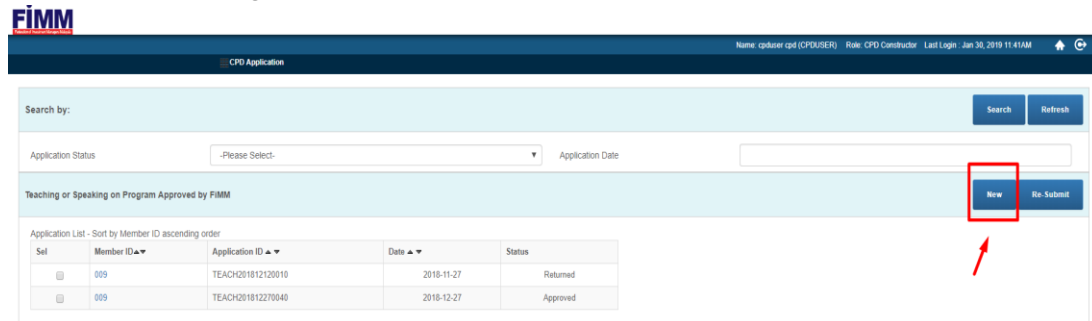 FiMM
Name: cpduser cpd (CPDUSER) Role: CPD Constructor Last Login : Jan 30, 2019 11:41AM
CPD Application
Search by:
Search Refresh
Application Status -Please Select- Application Date
Teaching or Speaking on Program Approved by FiMM
New Re-Submit
Application List - Sort by Member ID ascending order
Sel Member ID▲▼ Application ID ▲ ▼ Date ▲ ▼ Status
009 TEACH201812120010 2018-11-27 Returned
009 TEACH201812270040 2018-12-27 Approved